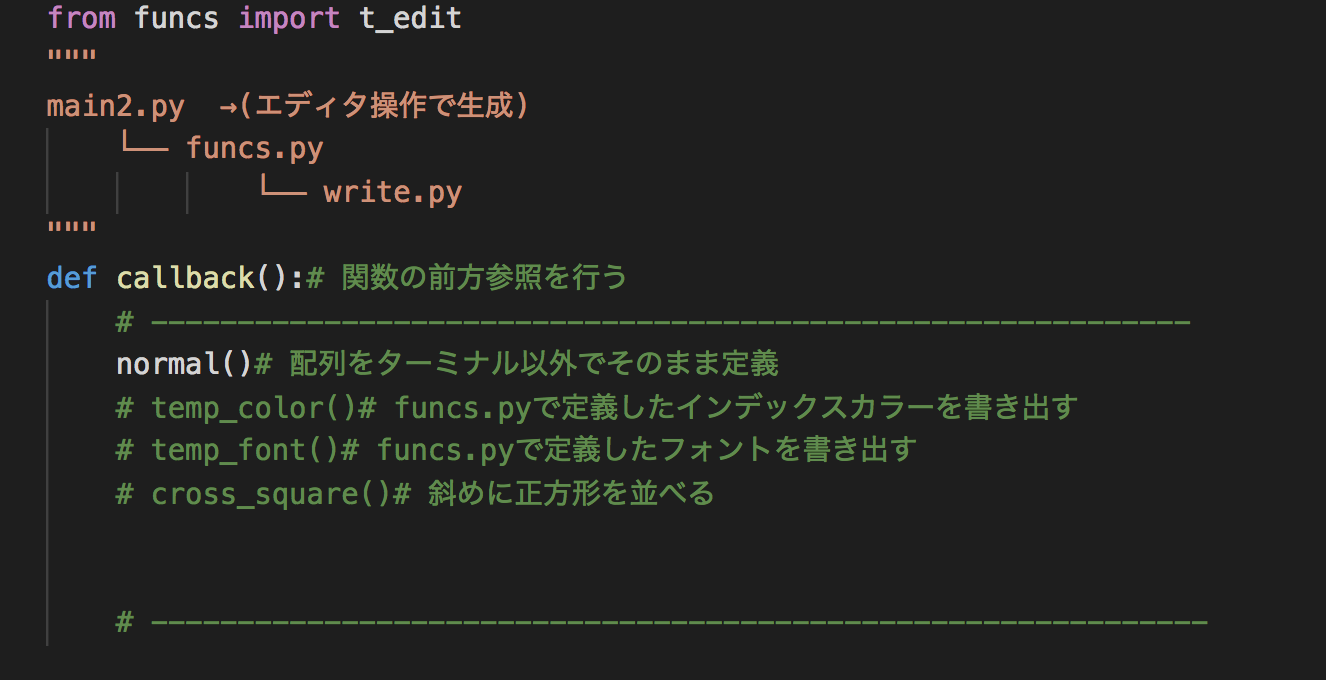 from funcs import t_edit
"""
main2.py  →(エディタ操作で生成)
    └── funcs.py
            └── write.py
"""
def callback():# 関数の前方参照を行う
    # ------------------------------------------------------------
    normal()# 配列をターミナル以外でそのまま定義
    # temp_color()# funcs.pyで定義したインデックスカラーを書き出す
    # temp_font()# funcs.pyで定義したフォントを書き出す
    # cross_square()# 斜めに正方形を並べる
    # -------------------------------------------------------------